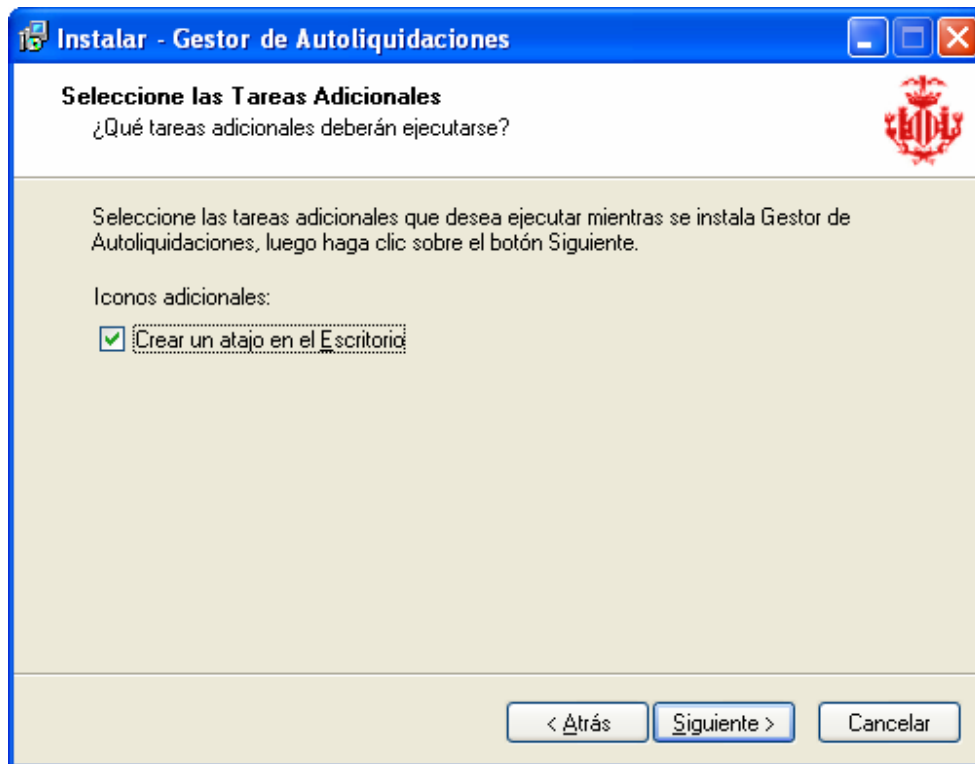 Instalar - Gestor de Autoliquidaciones
Seleccione las Tareas Adicionales
¿Qué tareas adicionales deberán ejecutarse?
Seleccione las tareas adicionales que desea ejecutar mientras se instala Gestor de
Autoliquidaciones, luego haga clic sobre el botón Siguiente.
Iconos adicionales:
Crear un atajo en el Escritorio
< Atrás
Siguiente >
Cancelar